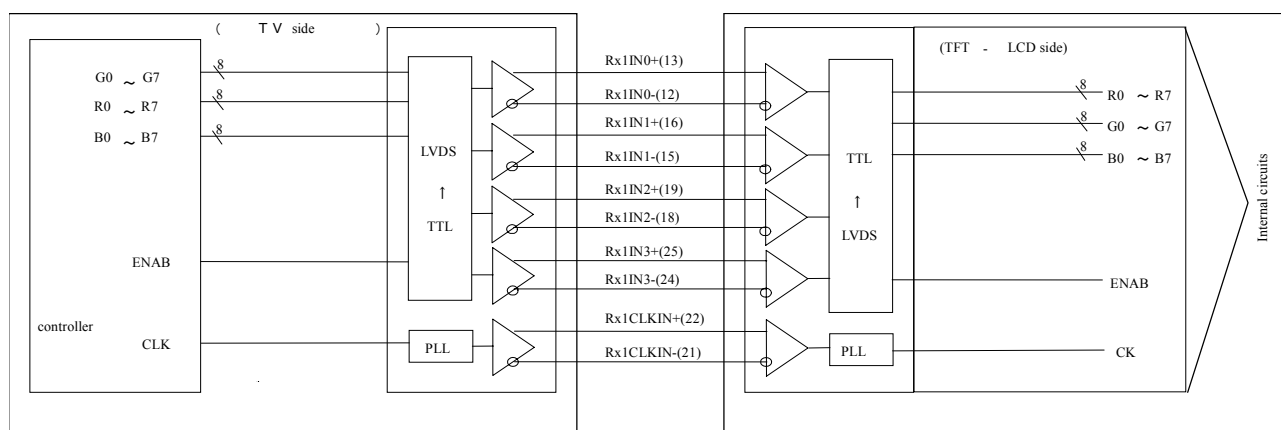 ( T V side )
G0 ~ G7
R0 ~ R7
B0 ~ B7
ENAB
controller
CLK
8
8
8
LVDS
↑
TTL
PLL
Rx1IN0+(13)
Rx1IN0-(12)
Rx1IN1+(16)
Rx1IN1-(15)
Rx1IN2+(19)
Rx1IN2-(18)
Rx1IN3+(25)
Rx1IN3-(24)
Rx1CLKIN+(22)
Rx1CLKIN-(21)
TTL
↑
LVDS
PLL
(TFT - LCD side)
8
R0 ~ R7
8
G0 ~ G7
8
B0 ~ B7
ENAB
CK
Internal circuits